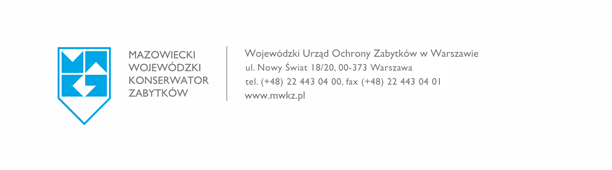 MAZOWIECKI
WOJEWÓDZKI
KONSERWATOR
ZABYTKÓW
Wojewódzki Urząd Ochrony Zabytków w Warszawie
ul. Nowy Świat 18/20, 00-373 Warszawa
tel. (+48) 22 443 04 00, fax (+48) 22 443 04 01
www.mwkz.pl